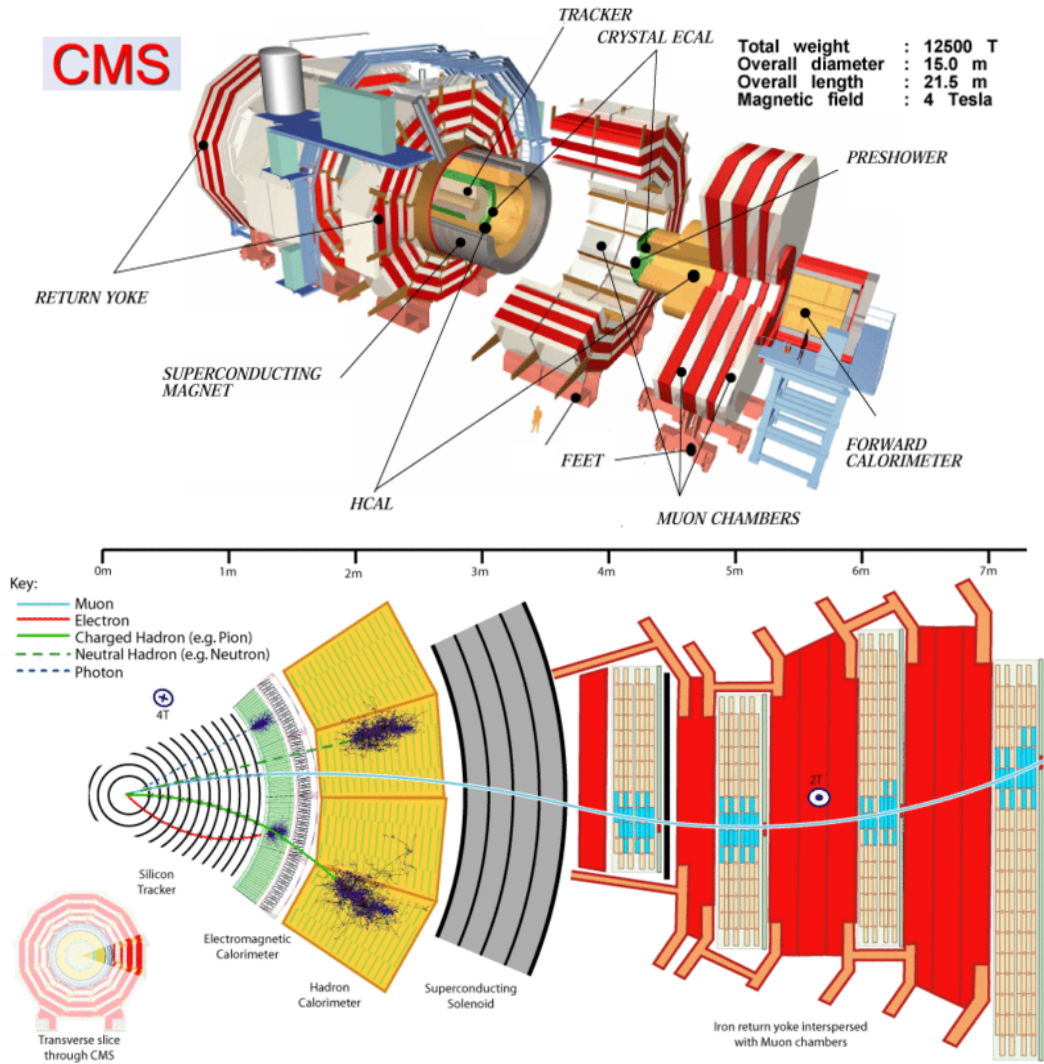 CMS
TRACKER
CRYSTAL ECAL
Total weight : 12500 T
Overall diameter : 15.0 m
Overall length : 21.5 m
Magnetic field : 4 Tesla
PRESHOWER
RETURN YOKE
SUPERCONDUCTING
MAGNET
FEET
FORWARD
CALORIMETER
HCAL
MUON CHAMBERS
0m 1m 2m 3m 4m 5m 6m 7m
Key:
Muon
Electron
Charged Hadron (e.g. Pion)
Neutral Hadron (e.g. Neutron)
Photon
4T
2T
Silicon
Tracker
Electromagnetic
Calorimeter
Hadron
Calorimeter
Superconducting
Solenoid
Iron return yoke interspersed
with Muon chambers
Transverse slice
through CMS